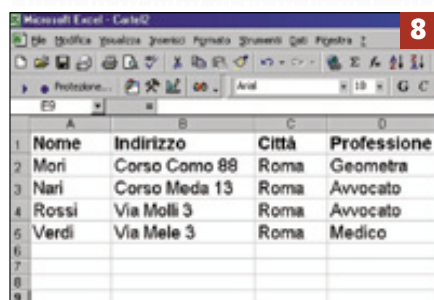 Microsoft Excel - Cartel2
8
File Modifica Visualizza Inserisci Formato Strumenti Dati Finestra ?
Protezione... Arial 10 G C
E9 =
A B C D
1 Nome Indirizzo Città Professione
2 Mori Corso Como 88 Roma Geometra
3 Nari Corso Meda 13 Roma Avvocato
4 Rossi Via Molli 3 Roma Avvocato
5 Verdi Via Mele 3 Roma Medico
6
7
8
9